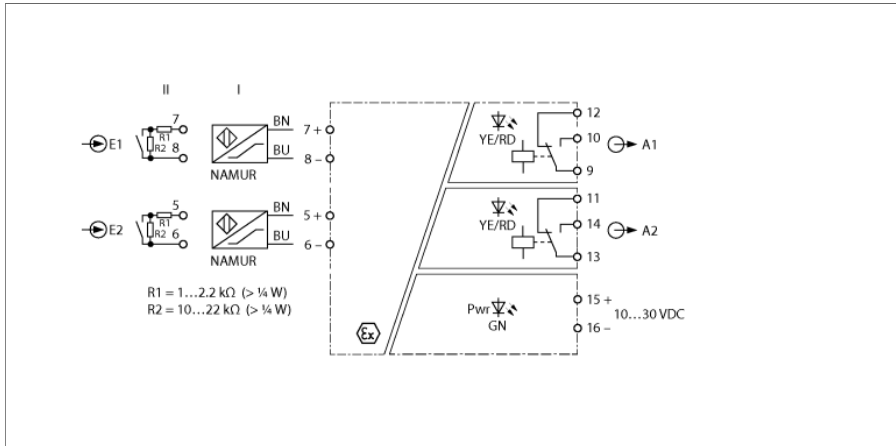 II
I
E1
7
R1
R2
8
NAMUR
BN
BU
7 +
8 –
YE/RD
12
10
9
A1
E2
5
R1
R2
6
NAMUR
BN
BU
5 +
6 –
YE/RD
11
14
13
A2
R1 = 1...2.2 kΩ (> ¼ W)
R2 = 10...22 kΩ (> ¼ W)
Ex
Pwr
GN
15 +
16 –
10...30 VDC